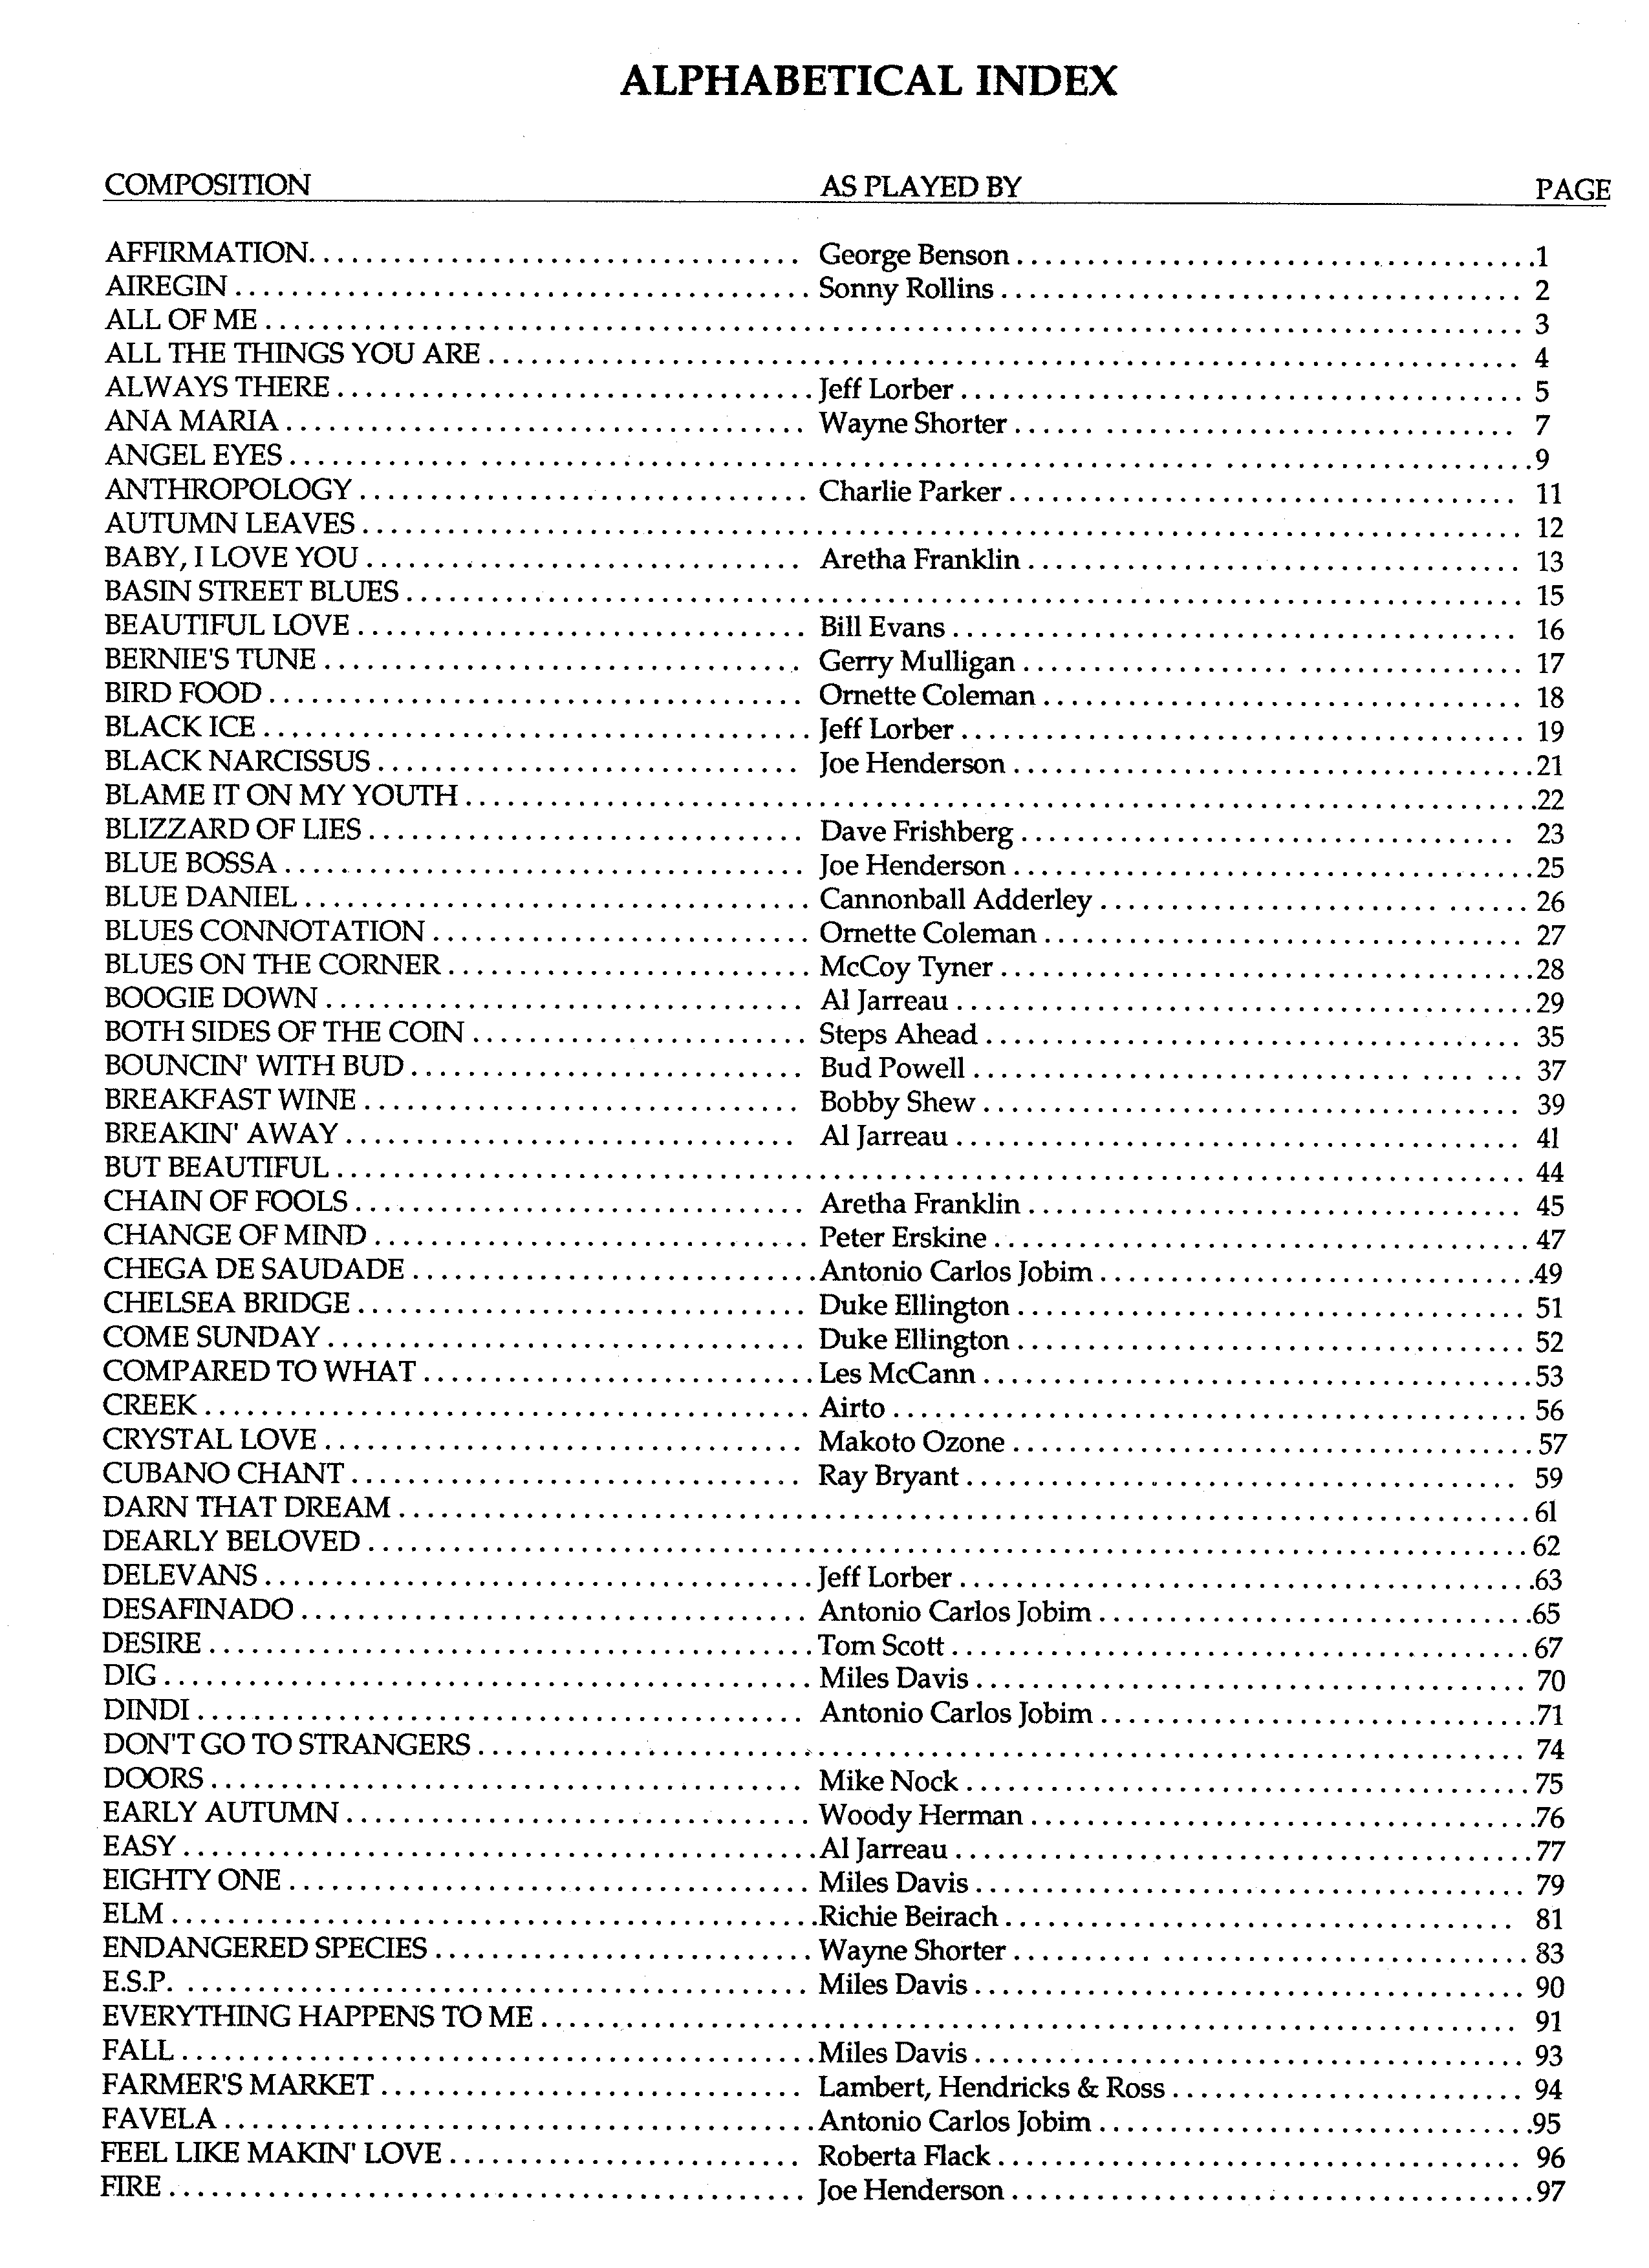 ALPHABETICAL INDEX
COMPOSITION AS PLAYED BY PAGE
AFFIRMATION. George Benson 1
AIREGIN Sonny Rollins 2
ALL OF ME 3
ALL THE THINGS YOU ARE 4
ALWAYS THERE Jeff Lorber 5
ANA MARIA Wayne Shorter 7
ANGEL EYES 9
ANTHROPOLOGY Charlie Parker 11
AUTUMN LEAVES 12
BABY, I LOVE YOU Aretha Franklin 13
BASIN STREET BLUES 15
BEAUTIFUL LOVE Bill Evans 16
BERNIE'S TUNE Gerry Mulligan 17
BIRD FOOD Ornette Coleman 18
BLACK ICE Jeff Lorber 19
BLACK NARCISSUS Joe Henderson 21
BLAME IT ON MY YOUTH 22
BLIZZARD OF LIES Dave Frishberg 23
BLUE BOSSA Joe Henderson 25
BLUE DANIEL Cannonball Adderley 26
BLUES CONNOTATION Ornette Coleman 27
BLUES ON THE CORNER McCoy Tyner 28
BOOGIE DOWN Al Jarreau 29
BOTH SIDES OF THE COIN Steps Ahead 35
BOUNCIN' WITH BUD Bud Powell 37
BREAKFAST WINE Bobby Shew 39
BREAKIN' AWAY Al Jarreau 41
BUT BEAUTIFUL 44
CHAIN OF FOOLS Aretha Franklin 45
CHANGE OF MIND Peter Erskine 47
CHEGA DE SAUDADE Antonio Carlos Jobim 49
CHELSEA BRIDGE Duke Ellington 51
COME SUNDAY Duke Ellington 52
COMPARED TO WHAT Les McCann 53
CREEK Airto 56
CRYSTAL LOVE Makoto Ozone 57
CUBANO CHANT Ray Bryant 59
DARN THAT DREAM 61
DEARLY BELOVED 62
DELEVANS Jeff Lorber 63
DESAFINADO Antonio Carlos Jobim 65
DESIRE Tom Scott 67
DIG Miles Davis 70
DINDI Antonio Carlos Jobim 71
DON'T GO TO STRANGERS 74
DOORS Mike Nock 75
EARLY AUTUMN Woody Herman 76
EASY Al Jarreau 77
EIGHTY ONE Miles Davis 79
ELM Richie Beirach 81
ENDANGERED SPECIES Wayne Shorter 83
E.S.P. Miles Davis 90
EVERYTHING HAPPENS TO ME 91
FALL Miles Davis 93
FARMER'S MARKET Lambert, Hendricks & Ross 94
FAVELA Antonio Carlos Jobim 95
FEEL LIKE MAKIN' LOVE Roberta Flack 96
FIRE Joe Henderson 97